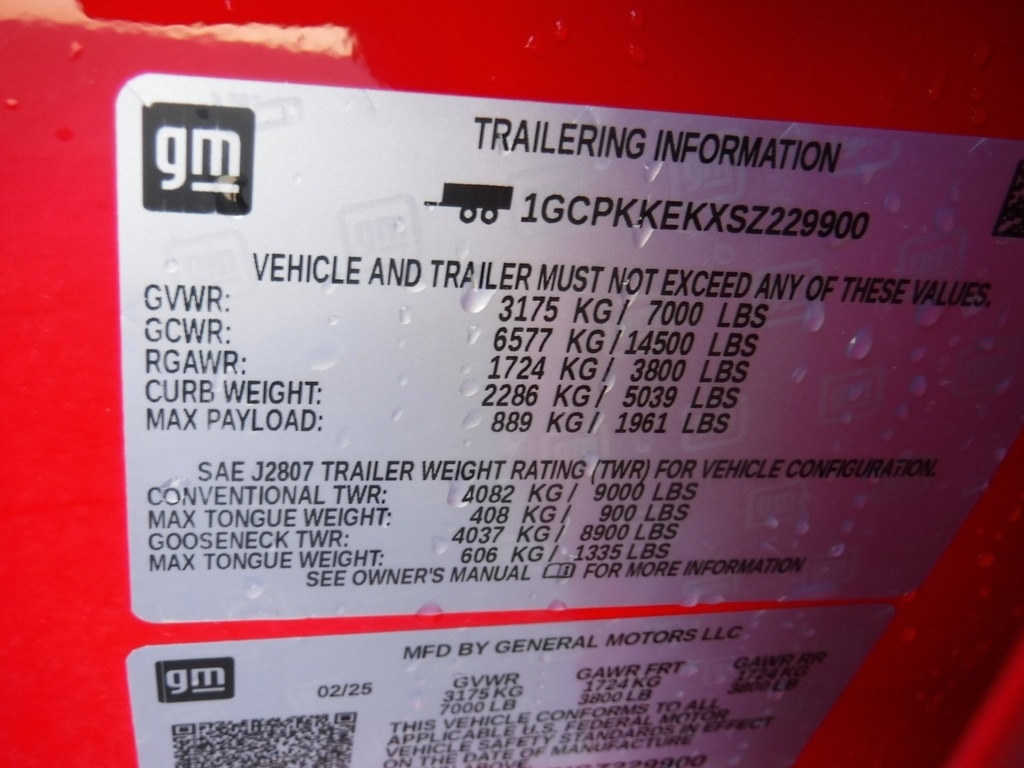 gm
TRAILERING INFORMATION
1GCPKKEKXSZ229900
VEHICLE AND TRAILER MUST NOT EXCEED ANY OF THESE VALUES.
GVWR: 3175 KG / 7000 LBS
GCWR: 6577 KG / 14500 LBS
RGAWR: 1724 KG / 3800 LBS
CURB WEIGHT: 2286 KG / 5039 LBS
MAX PAYLOAD: 889 KG / 1961 LBS
SAE J2807 TRAILER WEIGHT RATING (TWR) FOR VEHICLE CONFIGURATION.
CONVENTIONAL TWR: 4082 KG / 9000 LBS
MAX TONGUE WEIGHT: 408 KG / 900 LBS
GOOSENECK TWR: 4037 KG / 8900 LBS
MAX TONGUE WEIGHT: 606 KG / 1335 LBS
SEE OWNER'S MANUAL FOR MORE INFORMATION
MFD BY GENERAL MOTORS LLC
gm
02/25 GVWR GAWR FRT GAWR RR
3175 KG 1724 KG 1724 KG
7000 LB 3800 LB 3800 LB
THIS VEHICLE CONFORMS TO ALL
APPLICABLE U.S. FEDERAL MOTOR
VEHICLE SAFETY STANDARDS IN EFFECT
ON THE DATE OF MANUFACTURE
SHOWN ABOVE.